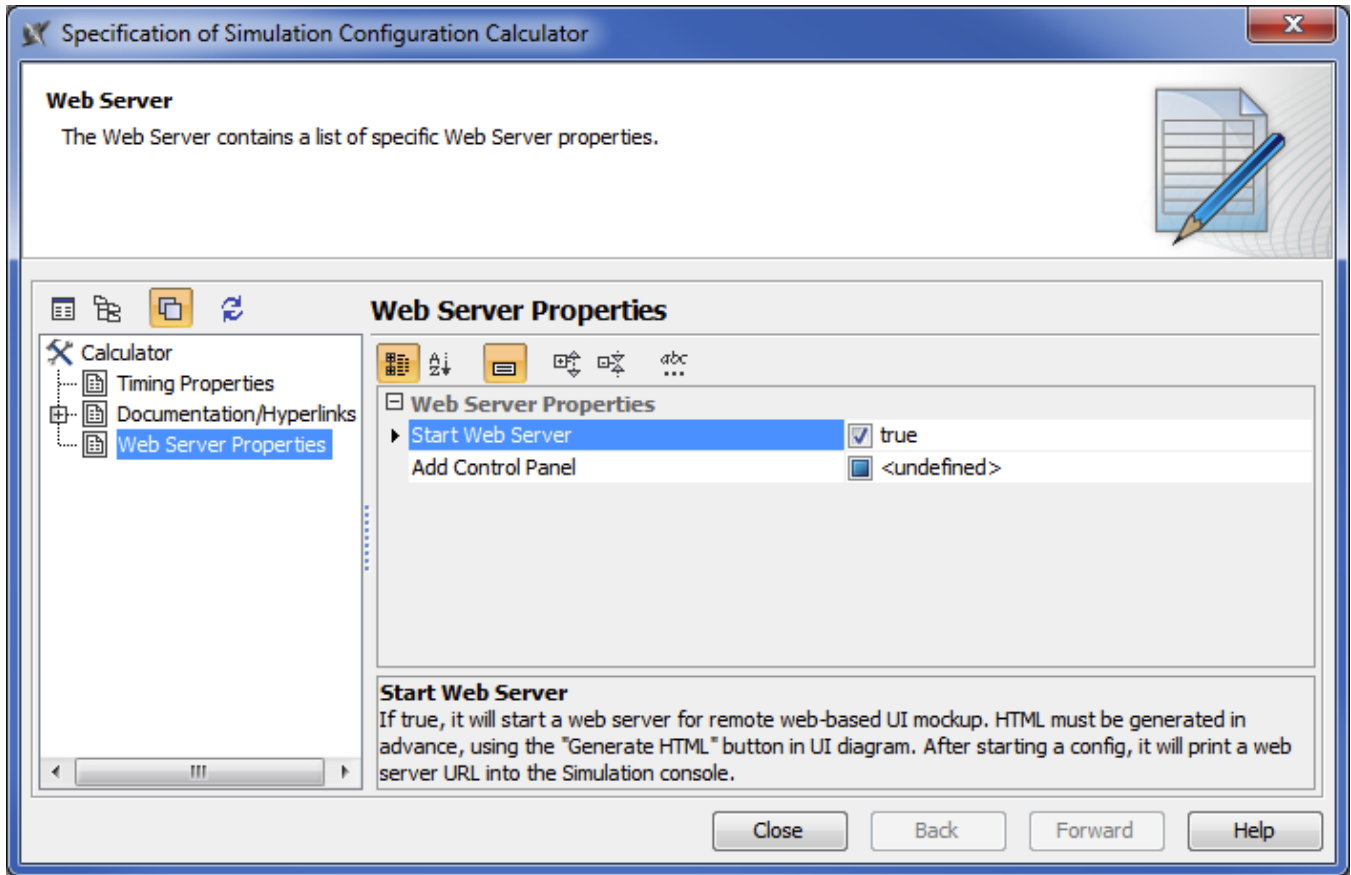 Specification of Simulation Configuration Calculator
Web Server
The Web Server contains a list of specific Web Server properties.
Web Server Properties
Calculator
Timing Properties
Documentation/Hyperlinks
Web Server Properties
Web Server Properties
Start Web Server true
Add Control Panel <undefined>
Start Web Server
If true, it will start a web server for remote web-based UI mockup. HTML must be generated in
advance, using the "Generate HTML" button in UI diagram. After starting a config, it will print a web
server URL into the Simulation console.
Close Back Forward Help